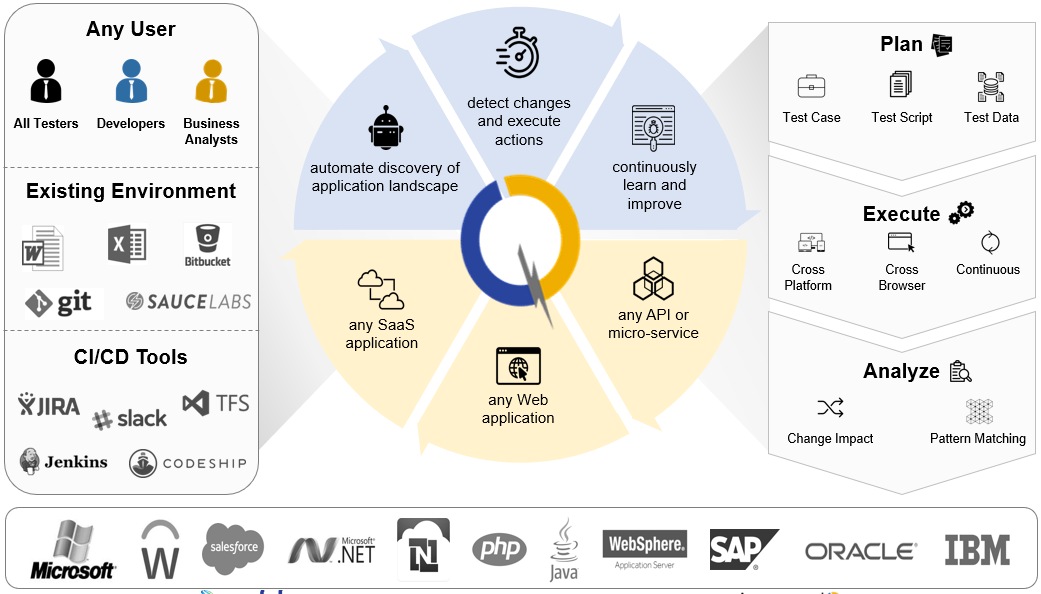 Any User
All Testers
Developers
Business
Analysts
Existing Environment
W
X
Bitbucket
git
SAUCELABS
CI/CD Tools
JIRA
slack
TFS
Jenkins
CODESHIP
automate discovery of
application landscape
detect changes
and execute
actions
continuously
learn and
improve
any SaaS
application
any Web
application
any API or
micro-service
Plan
Test Case
Test Script
Test Data
Execute
Cross
Platform
Cross
Browser
Continuous
Analyze
Change Impact
Pattern Matching
Microsoft
W
salesforce
Microsoft®
.NET
N
php
Java
WebSphere®
Application Server
SAP®
ORACLE®
IBM